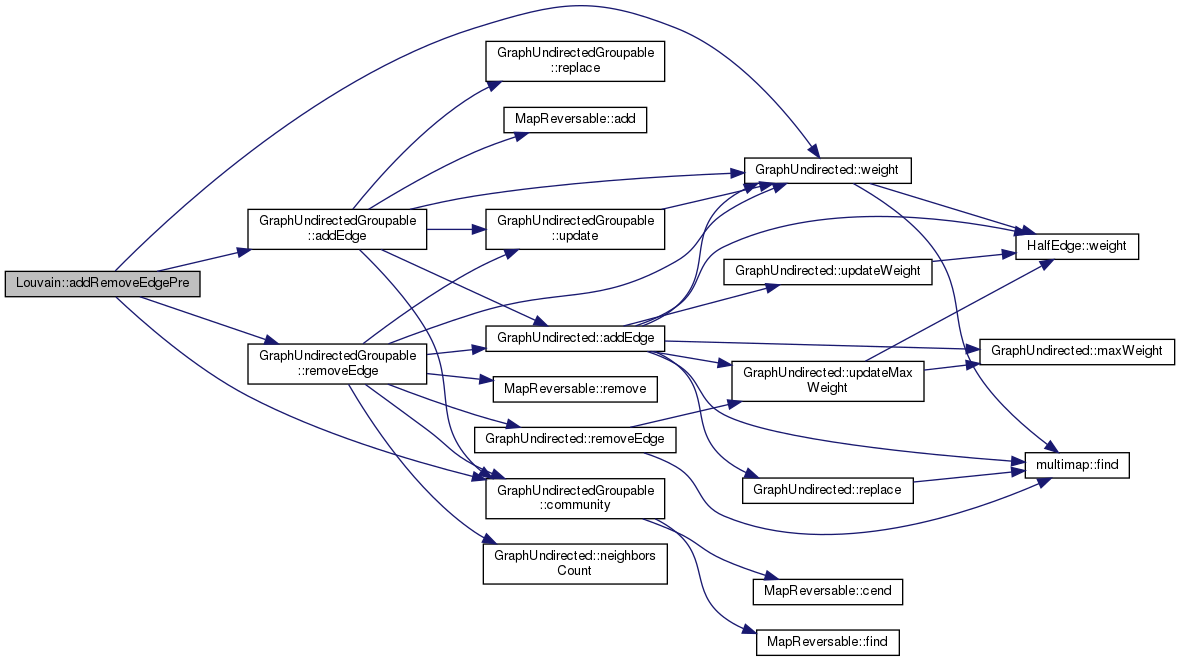 Louvain::addRemoveEdgePre
GraphUndirectedGroupable
::addEdge
GraphUndirectedGroupable
::removeEdge
GraphUndirectedGroupable
::replace
MapReversable::add
GraphUndirectedGroupable
::update
GraphUndirected::addEdge
MapReversable::remove
GraphUndirected::removeEdge
GraphUndirectedGroupable
::community
GraphUndirected::neighbors
Count
GraphUndirected::weight
GraphUndirected::updateWeight
GraphUndirected::updateMax
Weight
GraphUndirected::replace
MapReversable::cend
MapReversable::find
HalfEdge::weight
GraphUndirected::maxWeight
multimap::find